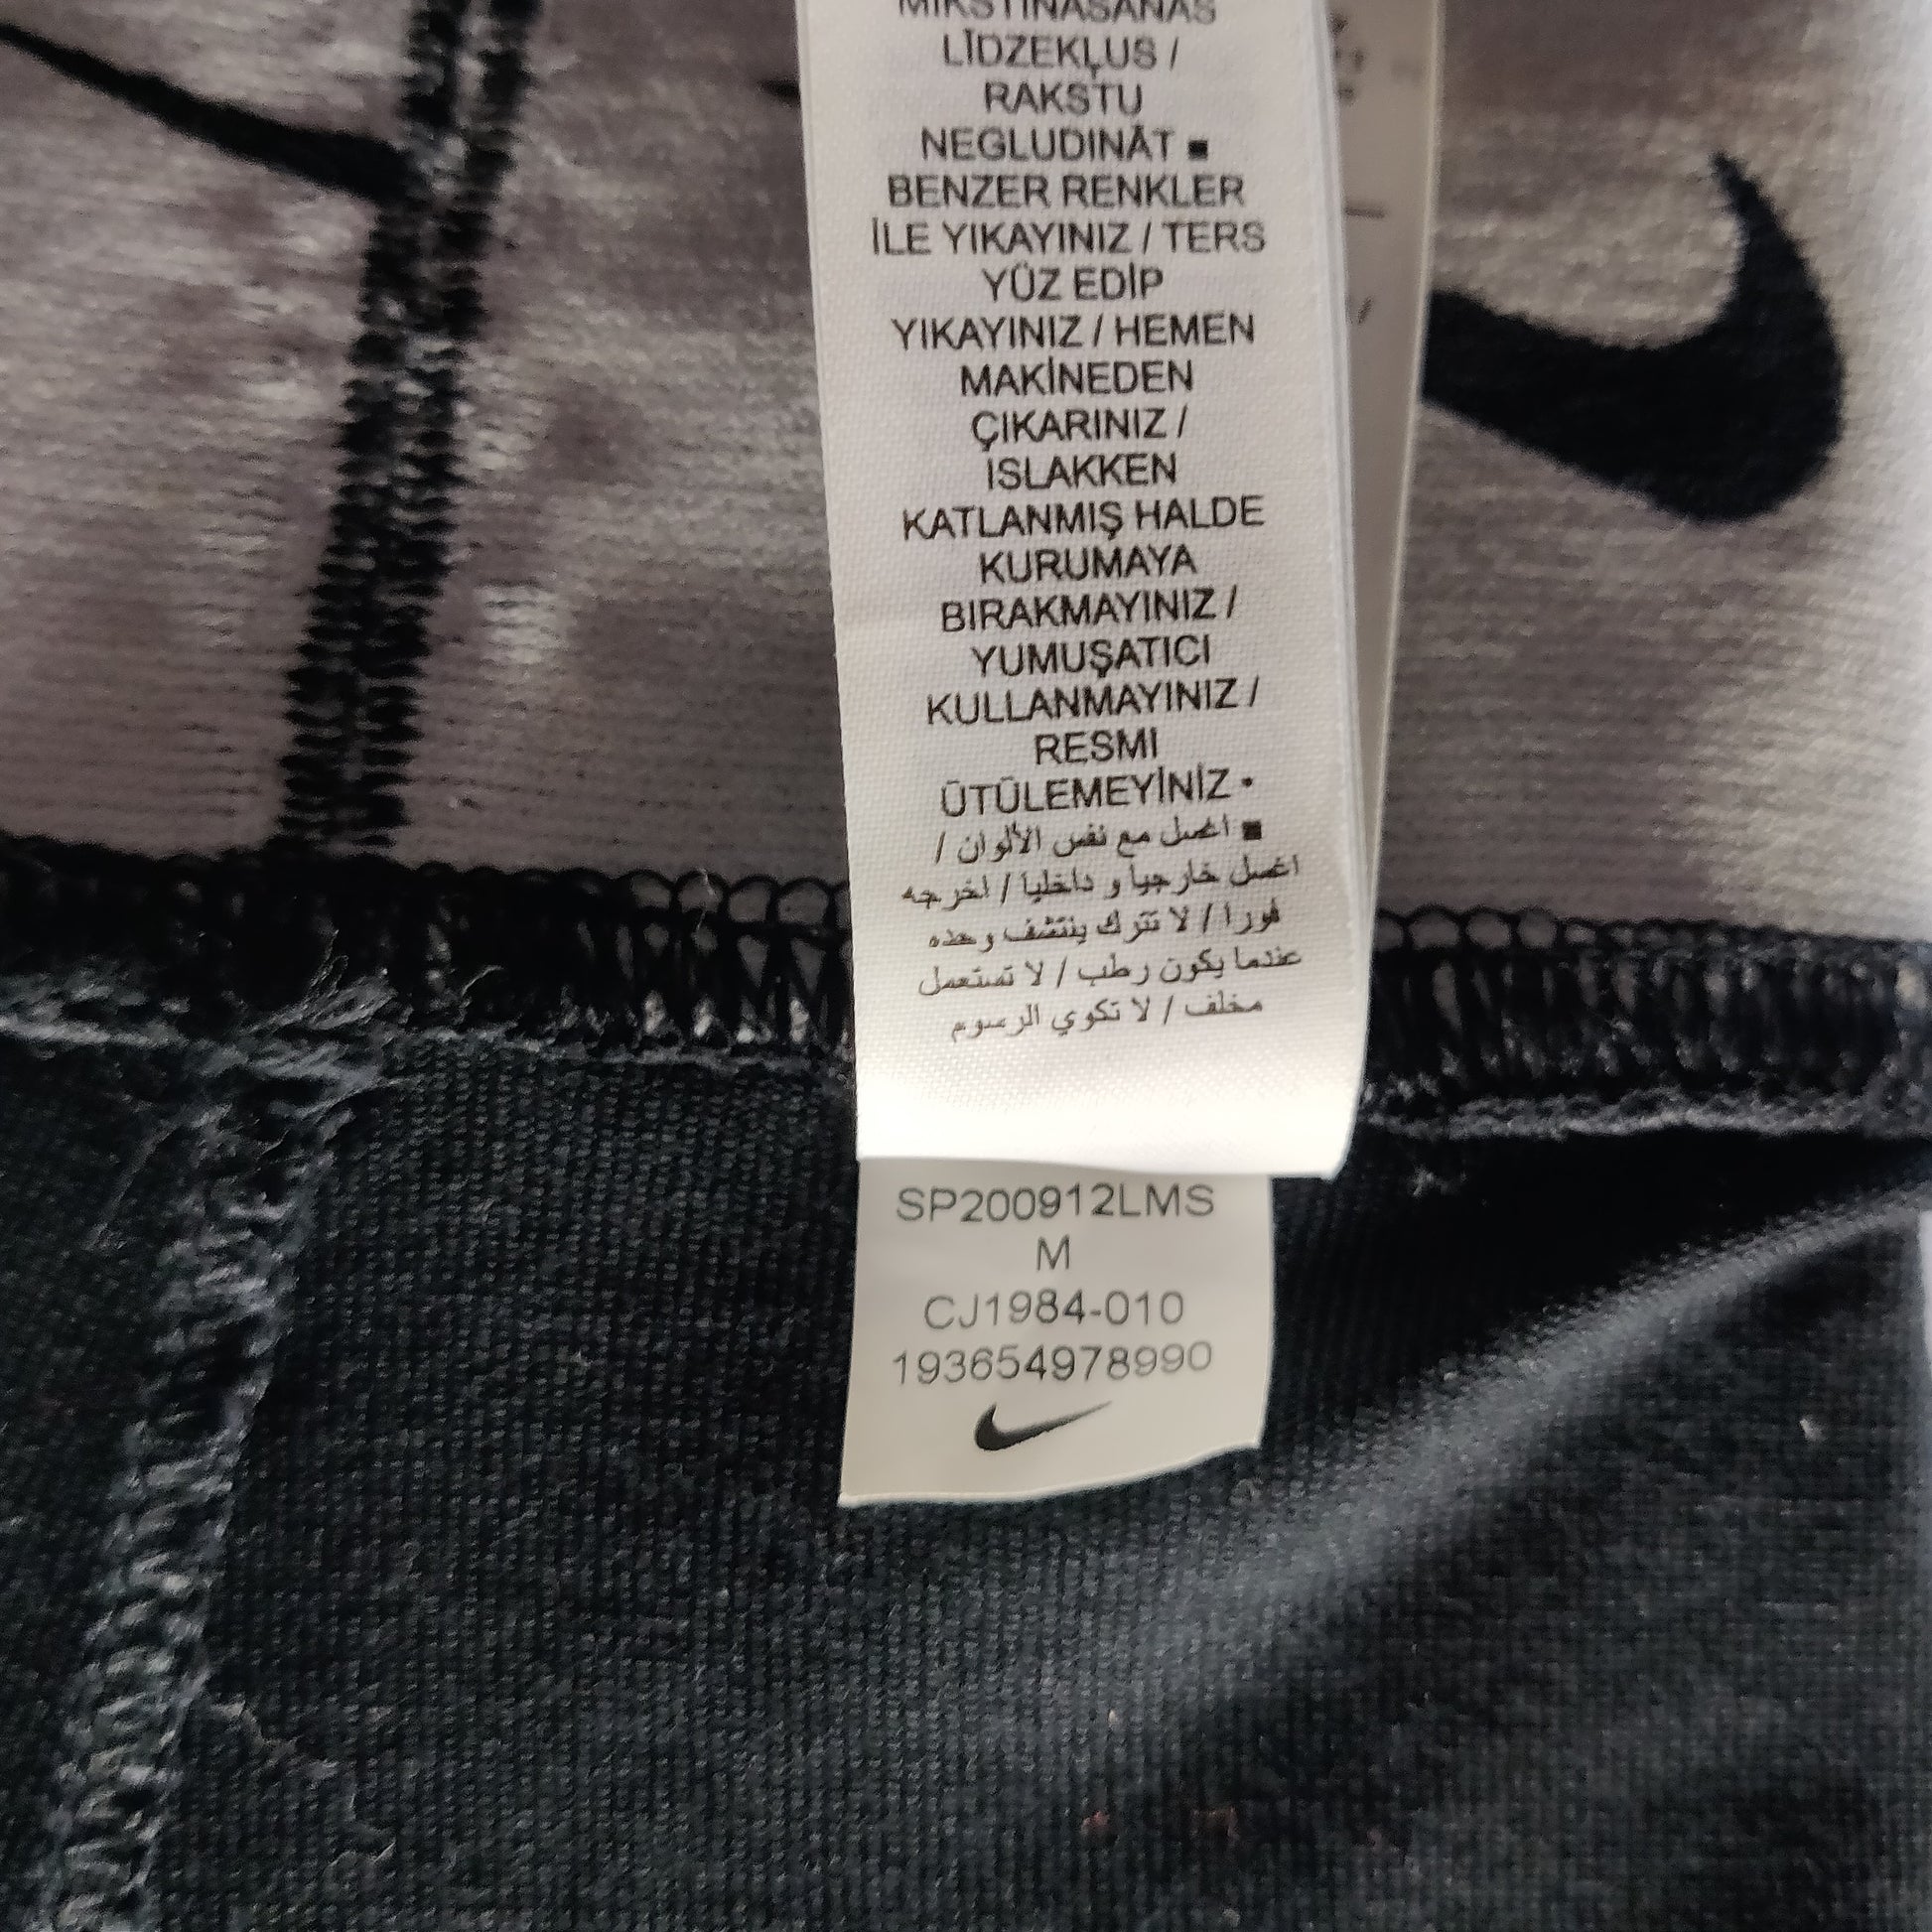 MIKSTINĀŠANAS
LĪDZEKĻUS /
RAKSTU
NEGLUDINĀT ■
BENZER RENKLER
İLE YIKAYINIZ / TERS
YÜZ EDİP
YIKAYINIZ / HEMEN
MAKİNEDEN
ÇIKARINIZ /
ISLAKKEN
KATLANMIŞ HALDE
KURUMAYA
BIRAKMAYINIZ /
YUMUŞATICI
KULLANMAYINIZ /
RESMI
ÜTÜLEMEYİNİZ •
■ اغسل مع نفس الألوان /
اغسل خارجيا و داخليا / اخرجه
فورا / لا تترك ينتشف وهذه
عندما يكون رطب / لا تستعمل
مخلف / لا تكوي الرسوم
SP200912LMS
M
CJ1984-010
193654978990